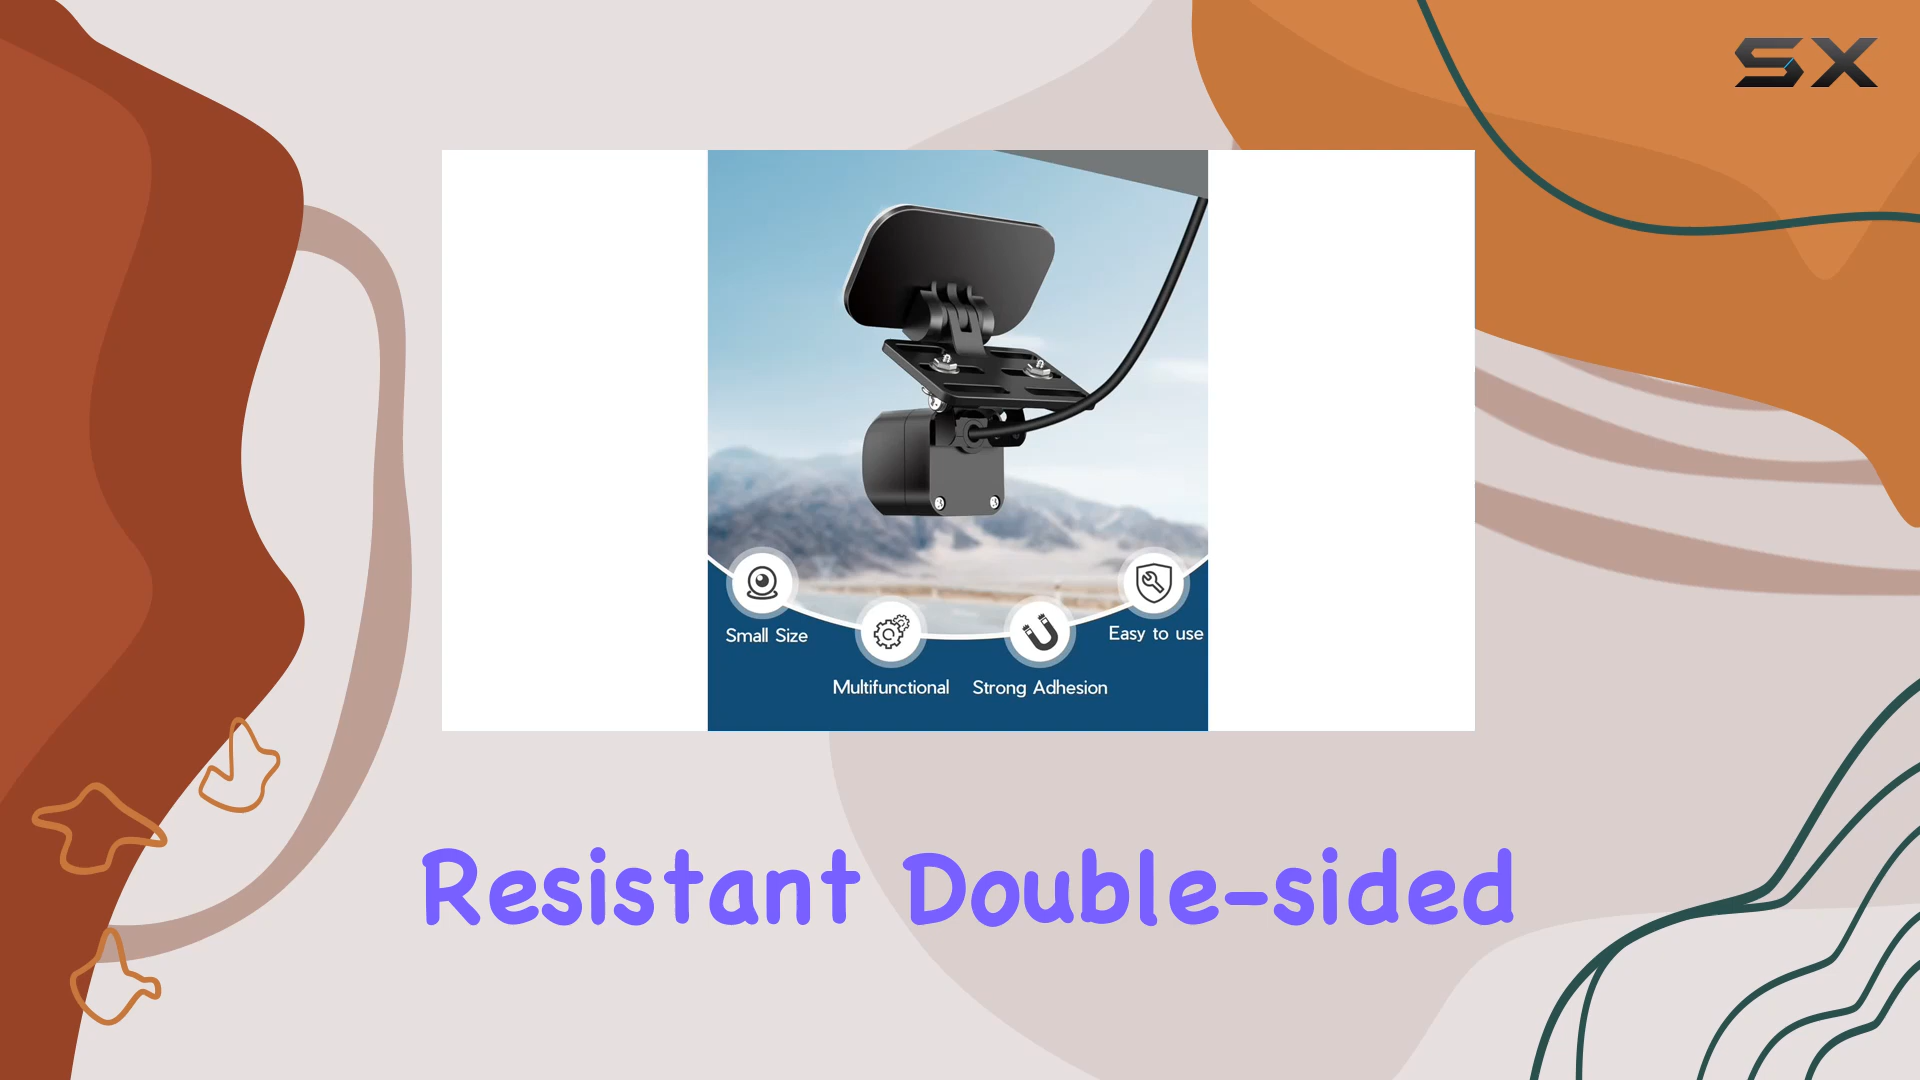 SX
Small Size
Easy to use
Multifunctional
Strong Adhesion
Resistant Double-sided